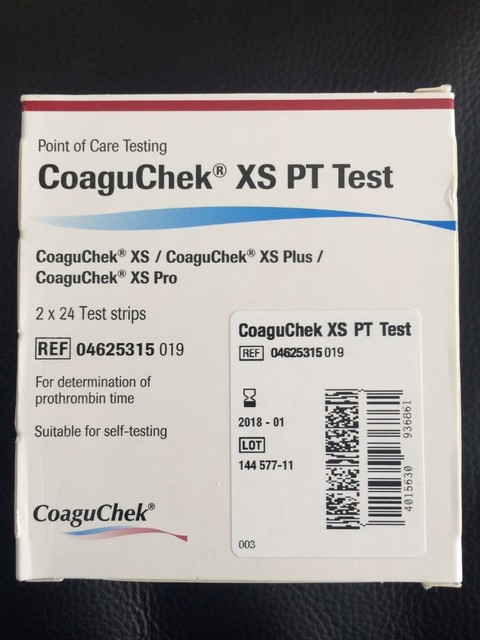 Point of Care Testing
CoaguChek® XS PT Test
CoaguChek® XS / CoaguChek® XS Plus /
CoaguChek® XS Pro
2 x 24 Test strips
REF 04625315 019
For determination of
prothrombin time
Suitable for self-testing
CoaguChek®
CoaguChek XS PT Test
REF 04625315 019
2018 - 01
LOT
144 577-11
003
4015630 936861